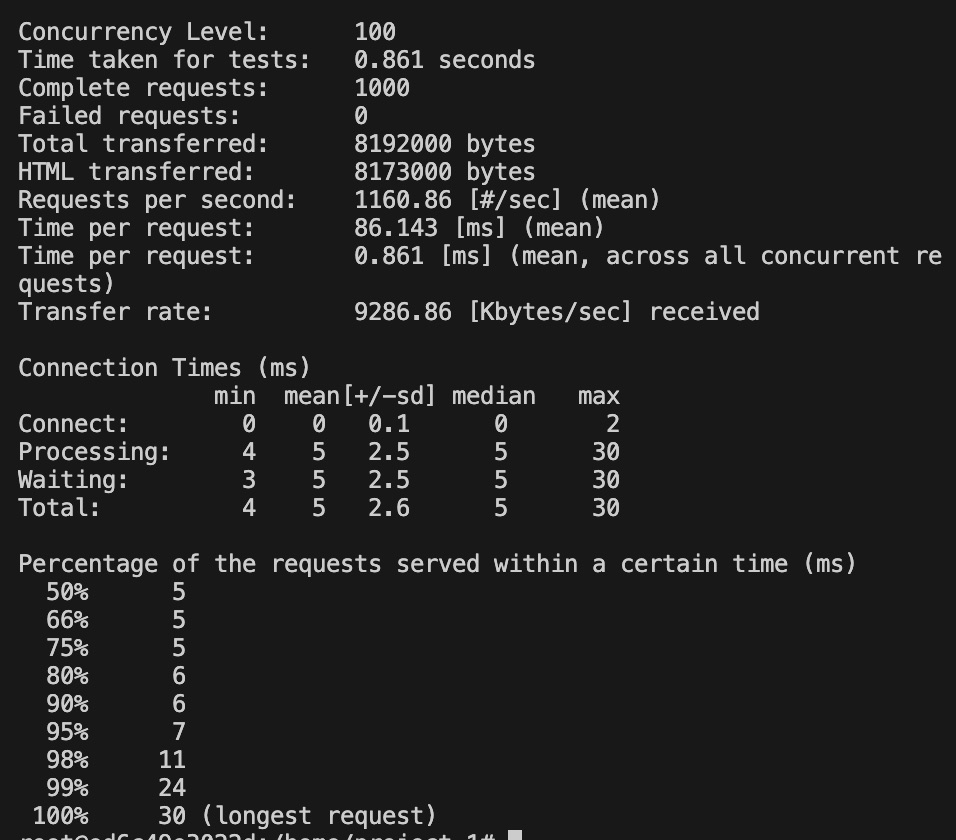 Concurrency Level:      100
Time taken for tests:   0.861 seconds
Complete requests:      1000
Failed requests:        0
Total transferred:      8192000 bytes
HTML transferred:       8173000 bytes
Requests per second:    1160.86 [#/sec] (mean)
Time per request:       86.143 [ms] (mean)
Time per request:       0.861 [ms] (mean, across all concurrent re
quests)
Transfer rate:          9286.86 [Kbytes/sec] received
Connection Times (ms)
              min  mean[+/-sd] median   max
Connect:        0    0   0.1      0       2
Processing:     4    5   2.5      5      30
Waiting:        3    5   2.5      5      30
Total:          4    5   2.6      5      30
Percentage of the requests served within a certain time (ms)
  50%      5
  66%      5
  75%      5
  80%      6
  90%      6
  95%      7
  98%     11
  99%     24
 100%     30 (longest request)